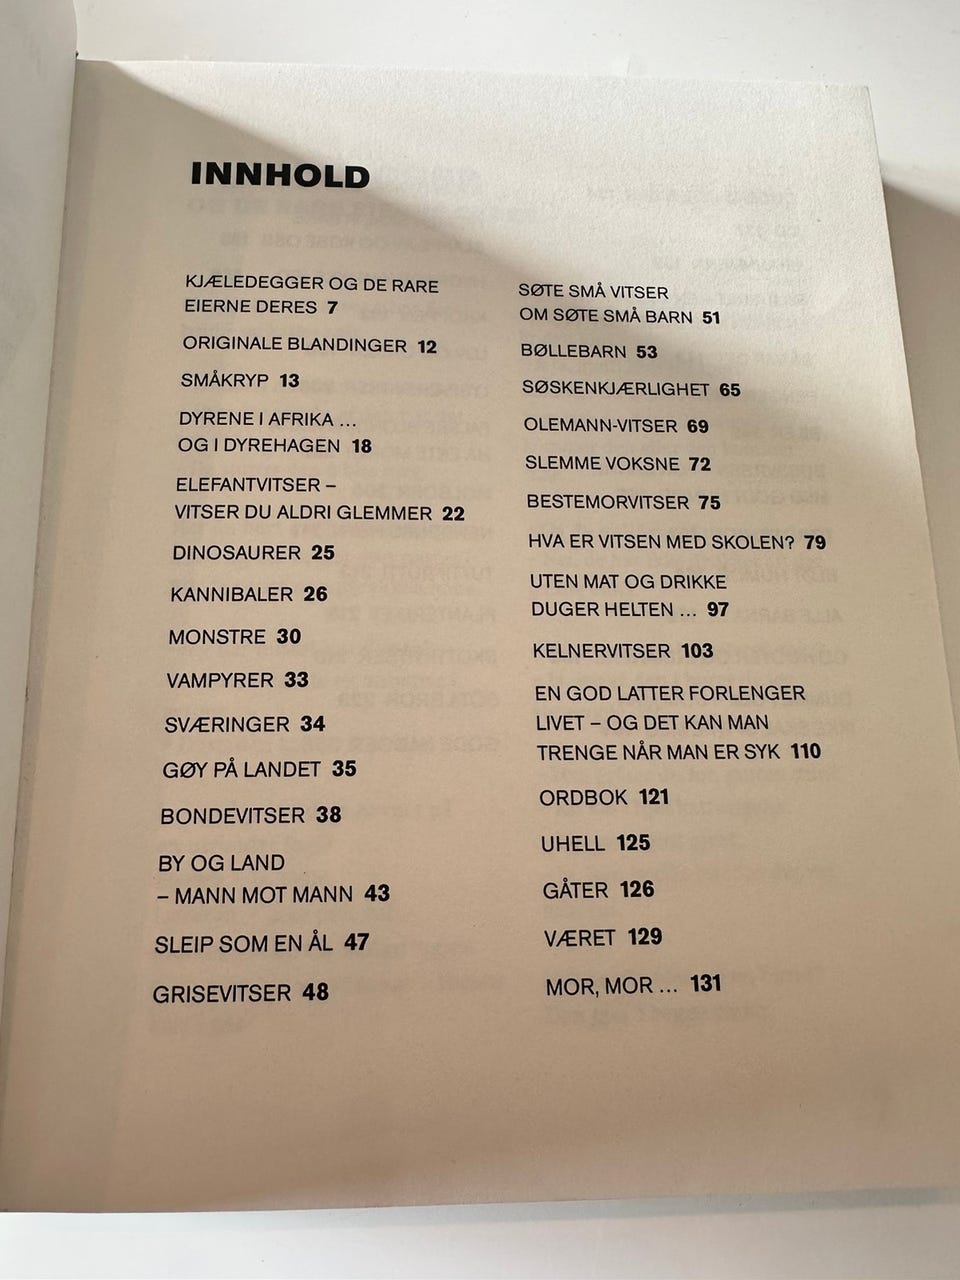 INNHOLD
KJÆLEDEGGER OG DE RARE
EIERNE DERES 7
ORIGINALE BLANDINGER 12
SMÅKRYP 13
DYRENE I AFRIKA ...
OG I DYREHAGEN 18
ELEFANTVITSER –
VITSER DU ALDRI GLEMMER 22
DINOSAURER 25
KANNIBALER 26
MONSTRE 30
VAMPYRER 33
SVÆRINGER 34
GØY PÅ LANDET 35
BONDEVITSER 38
BY OG LAND
– MANN MOT MANN 43
SLEIP SOM EN ÅL 47
GRISEVITSER 48
SØTE SMÅ VITSER
OM SØTE SMÅ BARN 51
BØLLEBARN 53
SØSKENKJÆRLIGHET 65
OLEMANN-VITSER 69
SLEMME VOKSNE 72
BESTEMORVITSER 75
HVA ER VITSEN MED SKOLEN? 79
UTEN MAT OG DRIKKE
DUGER HELTEN ... 97
KELNERVITSER 103
EN GOD LATTER FORLENGER
LIVET – OG DET KAN MAN
TRENGE NÅR MAN ER SYK 110
ORDBOK 121
UHELL 125
GÅTER 126
VÆRET 129
MOR, MOR ... 131